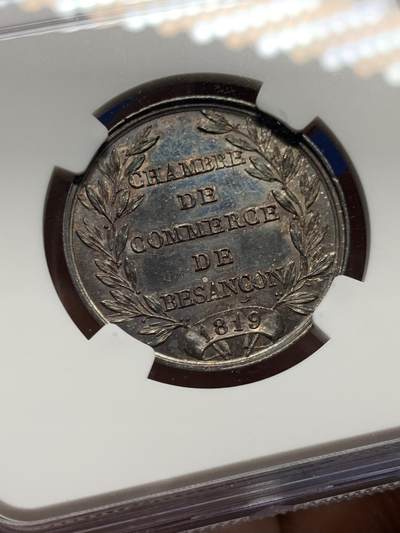 CHAMBRE
DE
COMMERCE
DE
BESANÇON
1819